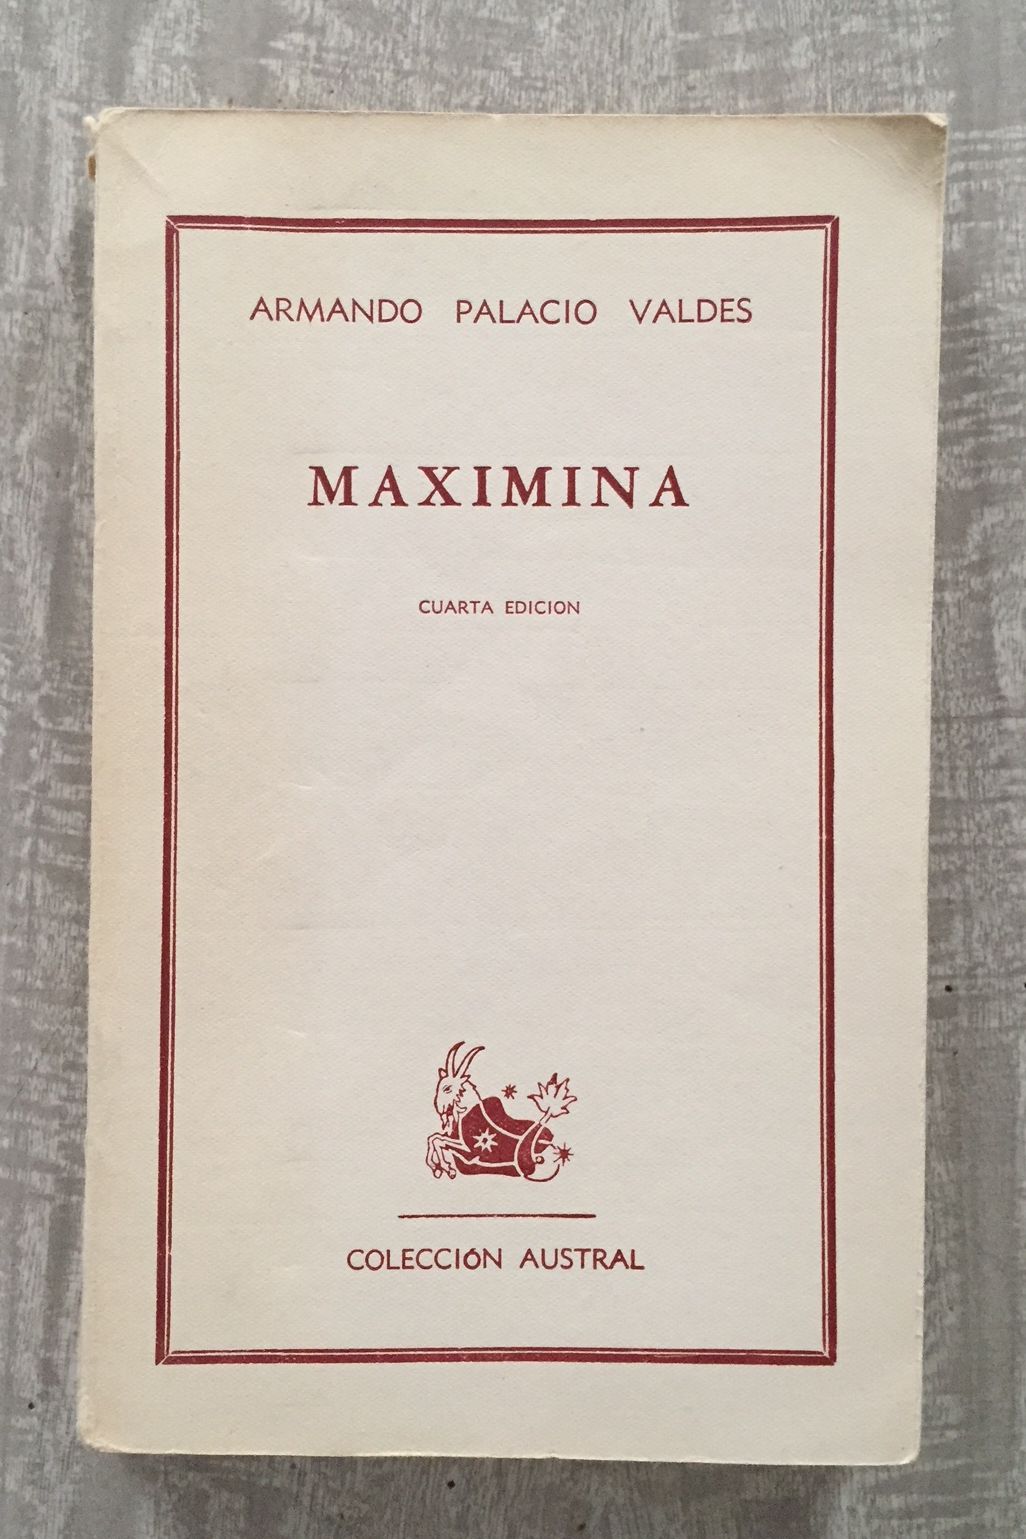 ARMANDO PALACIO VALDES
MAXIMINA
CUARTA EDICION
COLECCIÓN AUSTRAL